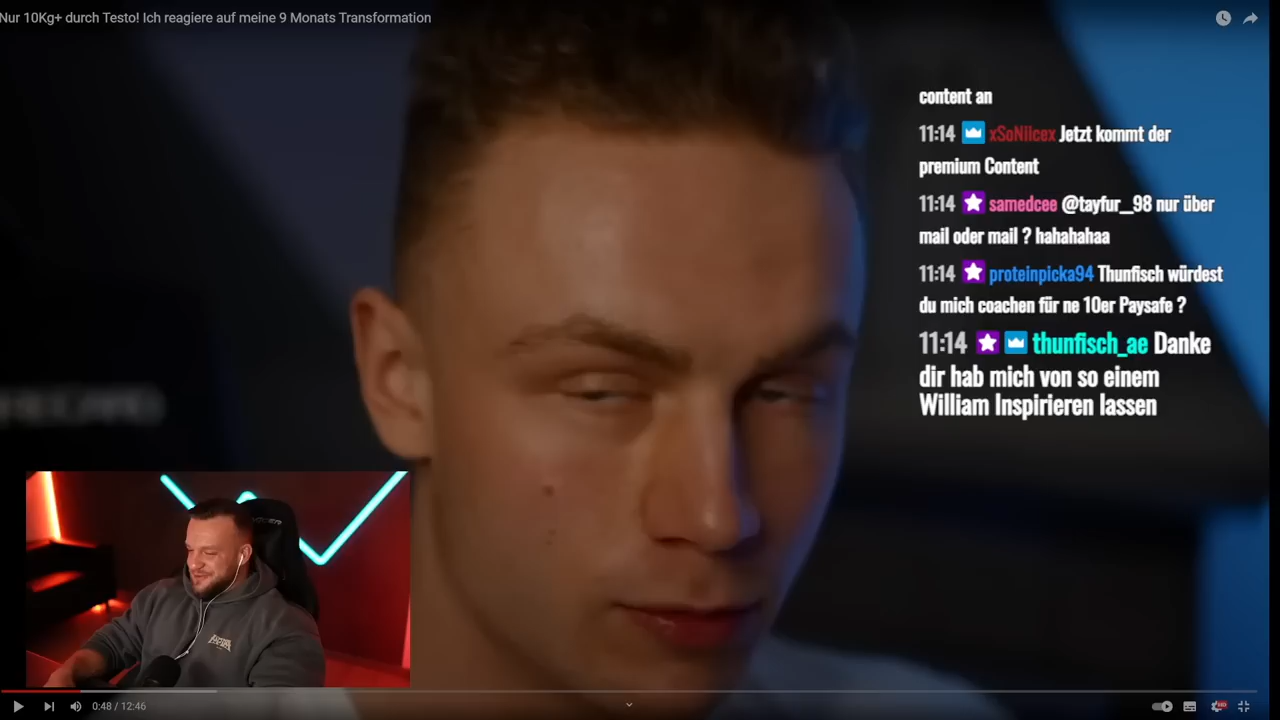 Nur 10Kg+ durch Testo! Ich reagiere auf meine 9 Monats Transformation
content an
11:14 xSoNiicex Jetzt kommt der
premium Content
11:14 samedcee @tayfur__98 nur über
mail oder mail ? hahahahaa
11:14 proteinpicka94 Thunfisch würdest
du mich coachen für ne 10er Paysafe ?
11:14 thunfisch_ae Danke
dir hab mich von so einem
William Inspirieren lassen
0:48 / 12:46
HD